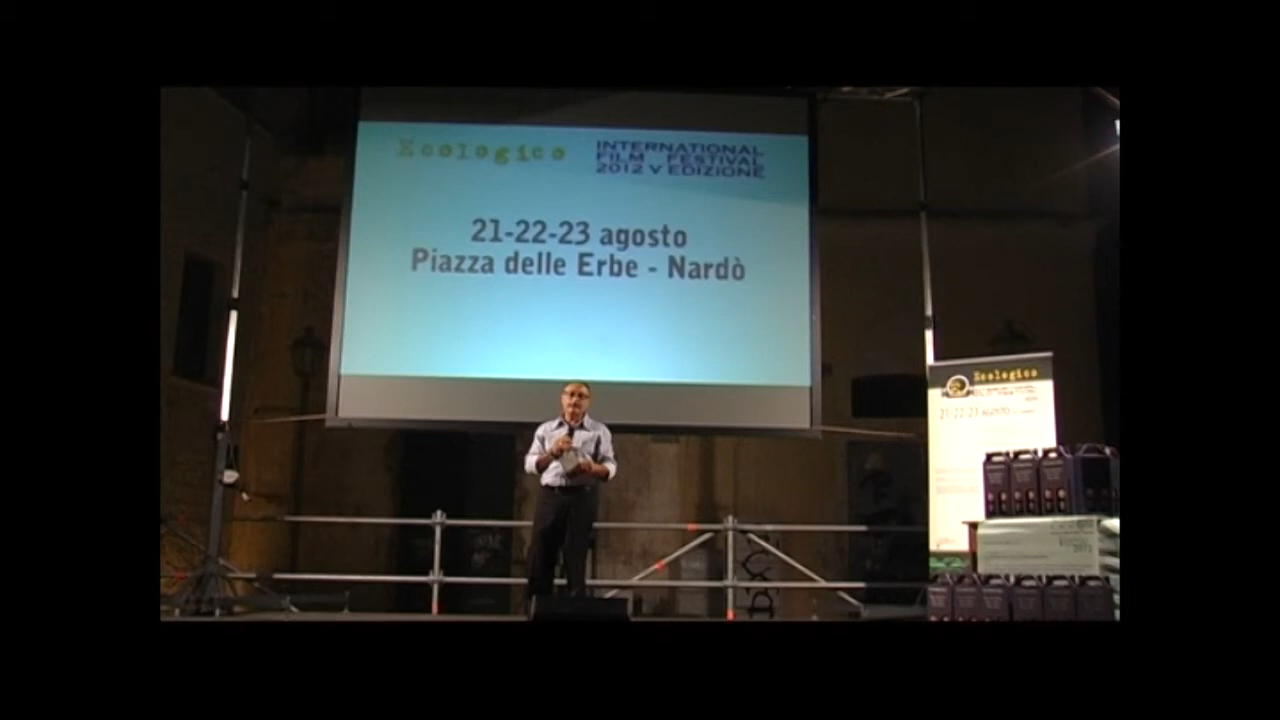 Ecologico
INTERNATIONAL
FILM FESTIVAL
2012 V EDIZIONE
21-22-23 agosto
Piazza delle Erbe - Nardò
Ecologico
21-22-23 AGOSTO
2012